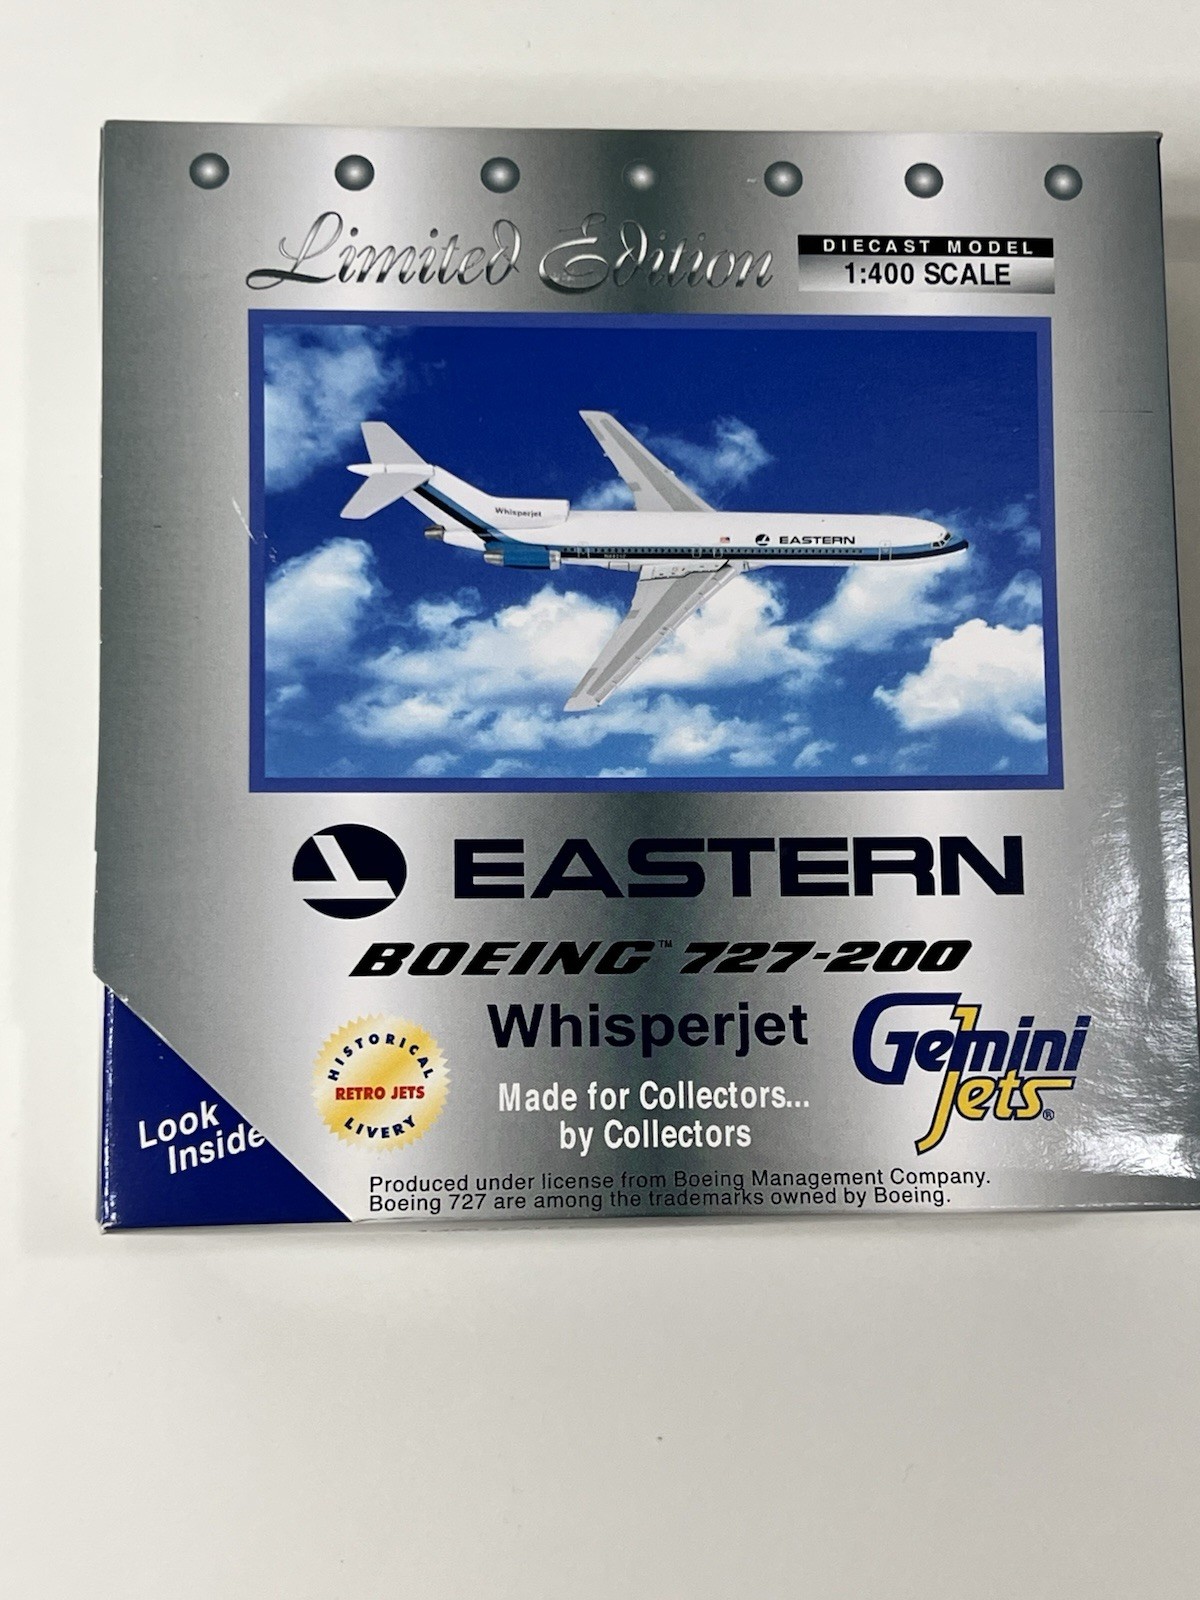 Limited Edition
DIECAST MODEL
1:400 SCALE
Whisperjet
EASTERN
EASTERN
BOEING™ 727-200
Whisperjet
Gemini
Jets®
HISTORICAL
RETRO JETS
LIVERY
Made for Collectors...
by Collectors
Look
Inside
Produced under license from Boeing Management Company.
Boeing 727 are among the trademarks owned by Boeing.